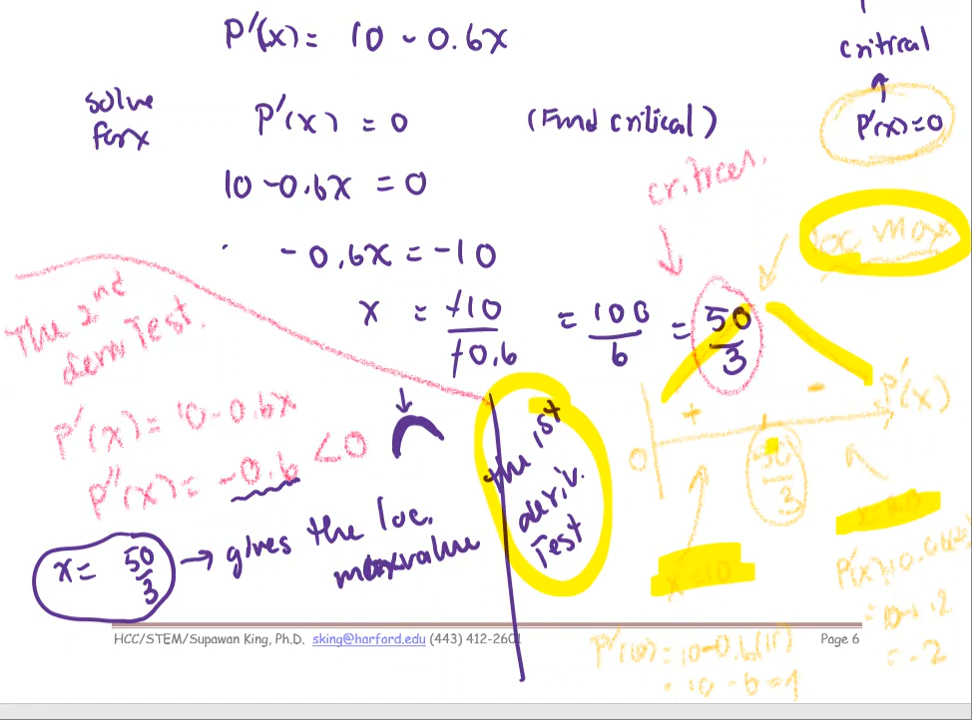 P'(x) = 10 - 0.6x
critical
solve
for x
P'(x) = 0
(Find critical)
P'(x) = 0
10 - 0.6x = 0
critical.
loc max
- 0.6x = -10
x = +10/+0.6 = 100/6 = 50/3
The 2nd
deriv Test.
+
-
P'(x)
0
50/3
P'(x) = 10 - 0.6x
P''(x) = -0.6 < 0
the 1st
deriv.
Test
x = 50/3 → gives the loc.
max value
x = 10
x = 20
P'(10) = 10 - 0.6(10)
= 10 - 6 = 4
= 10 - 12
= -2
HCC/STEM/Supawan King, Ph.D. sking@harford.edu (443) 412-2601
Page 6